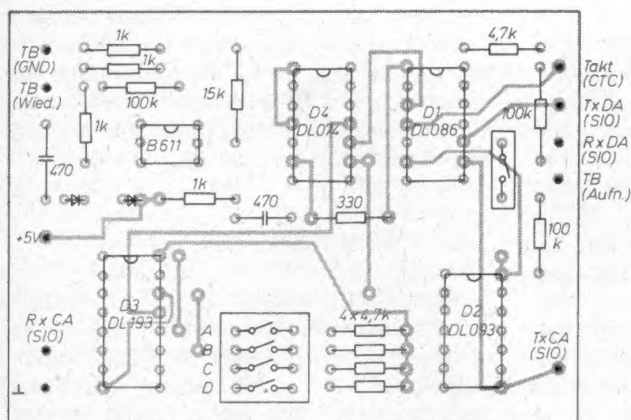 TB
(GND)
TB
(Wied.)
1k
1k
100k
1k
470
15k
B611
D4
DL074
D1
DL086
4,7k
100k
Takt
(CTC)
TxDA
(SIO)
RxDA
(SIO)
TB
(Aufn.)
1k
470
330
100
k
+5V
D3
DL193
RxCA
(SIO)
⊥
A
B
C
D
4x4,7k
D2
DL093
TxCA
(SIO)